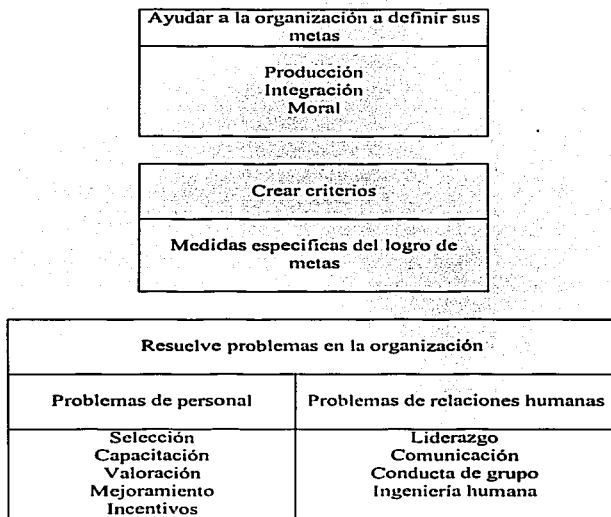 Ayudar a la organización a definir sus
metas
Producción
Integración
Moral
Crear criterios
Medidas especificas del logro de
metas
Resuelve problemas en la organización
Problemas de personal
Problemas de relaciones humanas
Selección
Capacitación
Valoración
Mejoramiento
Incentivos
Liderazgo
Comunicación
Conducta de grupo
Ingeniería humana